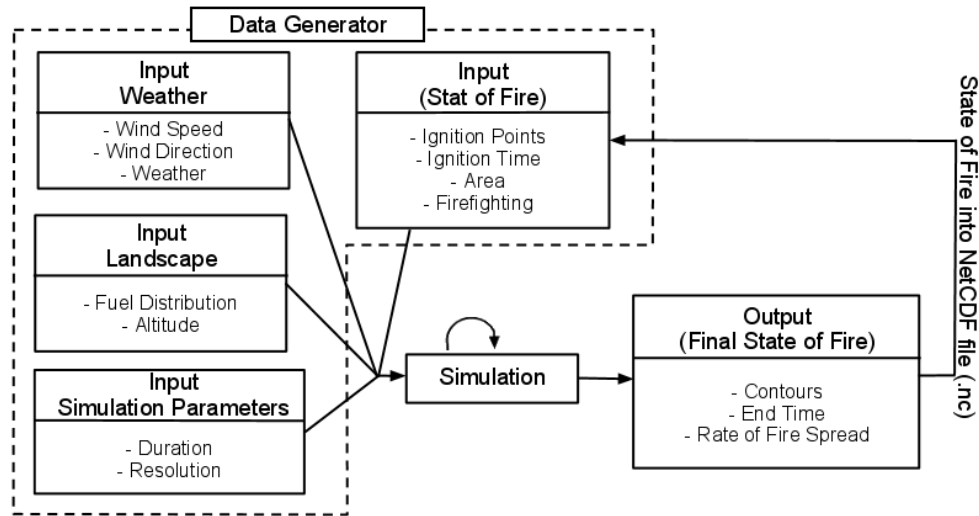 Data Generator
Input
Weather
- Wind Speed
- Wind Direction
- Weather
Input
(Stat of Fire)
- Ignition Points
- Ignition Time
- Area
- Firefighting
Input
Landscape
- Fuel Distribution
- Altitude
Input
Simulation Parameters
- Duration
- Resolution
Simulation
Output
(Final State of Fire)
- Contours
- End Time
- Rate of Fire Spread
State of Fire into NetCDF file (.nc)